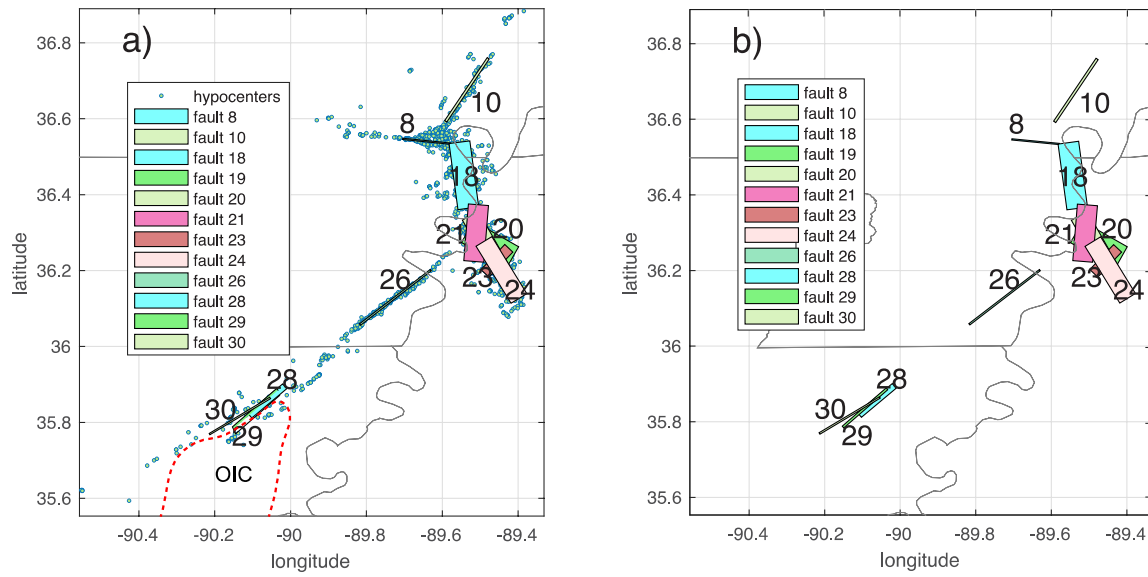 a)
36.8
36.6
36.4
36.2
36
35.8
35.6
latitude
-90.4
-90.2
-90
-89.8
-89.6
-89.4
longitude
hypocenters
fault 8
fault 10
fault 18
fault 19
fault 20
fault 21
fault 23
fault 24
fault 26
fault 28
fault 29
fault 30
10
8
18
21
20
23
24
26
28
30
29
OIC
b)
36.8
36.6
36.4
36.2
36
35.8
35.6
latitude
-90.4
-90.2
-90
-89.8
-89.6
-89.4
longitude
fault 8
fault 10
fault 18
fault 19
fault 20
fault 21
fault 23
fault 24
fault 26
fault 28
fault 29
fault 30
10
8
18
21
20
23
24
26
28
30
29